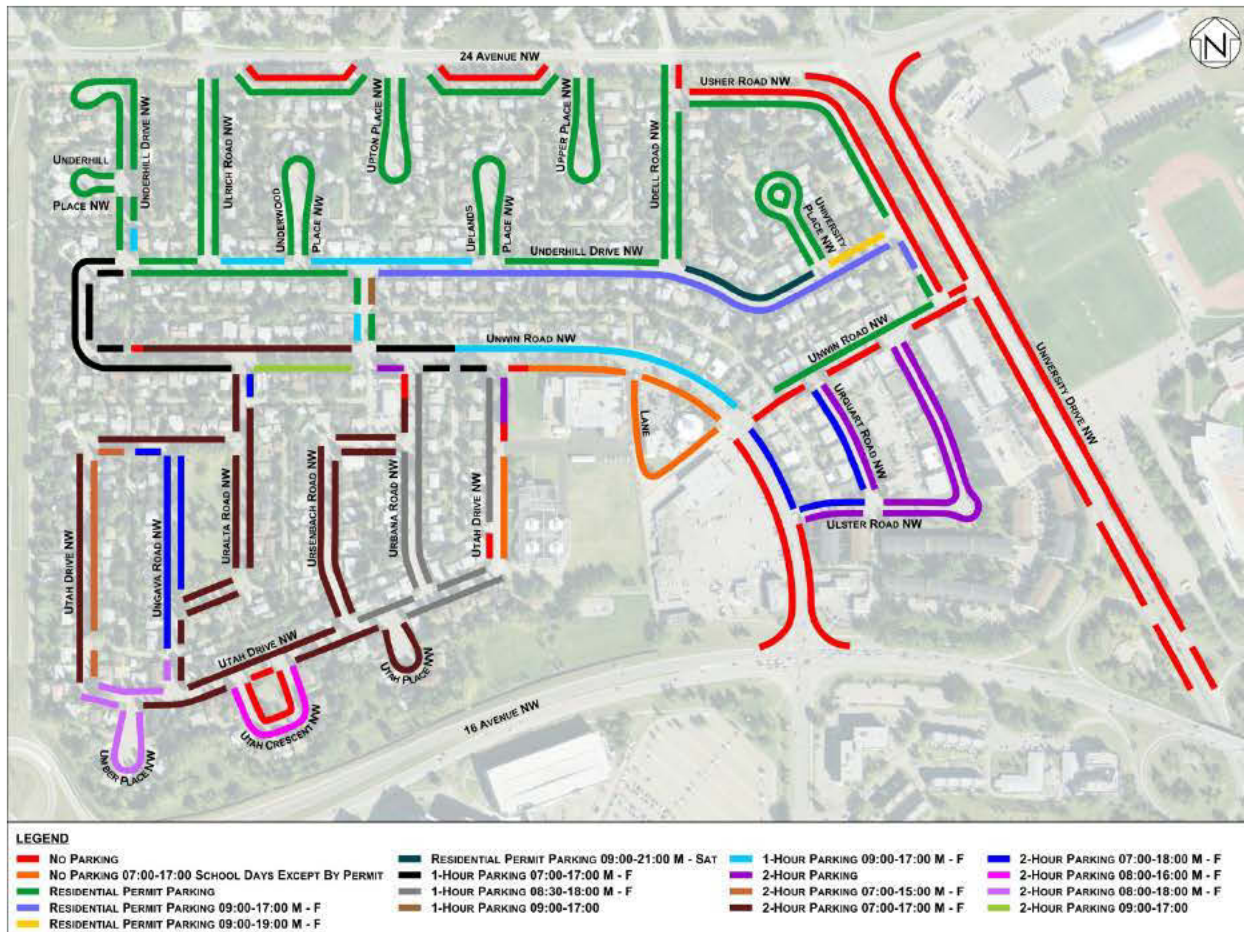 24 AVENUE NW
N
USHER ROAD NW
UNDERHILL DRIVE NW
UNDERHILL
PLACE NW
ULRICH ROAD NW
UPTON PLACE NW
UPPER PLACE NW
UDELL ROAD NW
UNDERWOOD
PLACE NW
UPLANDS
PLACE NW
UNIVERSITY
PLACE NW
UNDERHILL DRIVE NW
UNWIN ROAD NW
UNWIN ROAD NW
UNIVERSITY DRIVE NW
LANE
URQUART ROAD NW
ULSTER ROAD NW
UTAH DRIVE NW
UNGAVA ROAD NW
URALTA ROAD NW
URSENBACH ROAD NW
URBANA ROAD NW
UTAH DRIVE NW
UTAH DRIVE NW
UTAH PLACE NW
UTAH CRESCENT NW
UMBER PLACE NW
16 AVENUE NW
LEGEND
NO PARKING
NO PARKING 07:00-17:00 SCHOOL DAYS EXCEPT BY PERMIT
RESIDENTIAL PERMIT PARKING
RESIDENTIAL PERMIT PARKING 09:00-17:00 M - F
RESIDENTIAL PERMIT PARKING 09:00-19:00 M - F
RESIDENTIAL PERMIT PARKING 09:00-21:00 M - SAT
1-HOUR PARKING 07:00-17:00 M - F
1-HOUR PARKING 08:30-18:00 M - F
1-HOUR PARKING 09:00-17:00
1-HOUR PARKING 09:00-17:00 M - F
2-HOUR PARKING
2-HOUR PARKING 07:00-15:00 M - F
2-HOUR PARKING 07:00-17:00 M - F
2-HOUR PARKING 07:00-18:00 M - F
2-HOUR PARKING 08:00-16:00 M - F
2-HOUR PARKING 08:00-18:00 M - F
2-HOUR PARKING 09:00-17:00